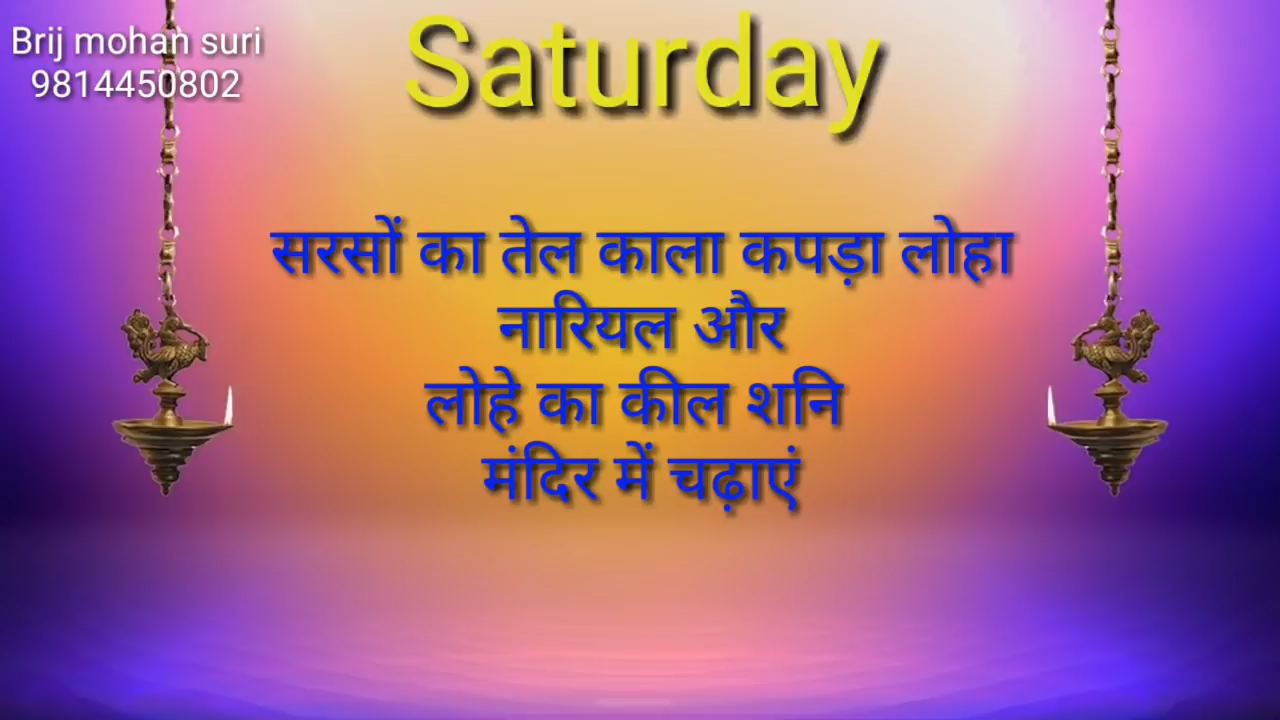 Brij mohan suri
9814450802
Saturday
सरसों का तेल काला कपड़ा लोहा
नारियल और
लोहे का कील शनि
मंदिर में चढ़ाएं